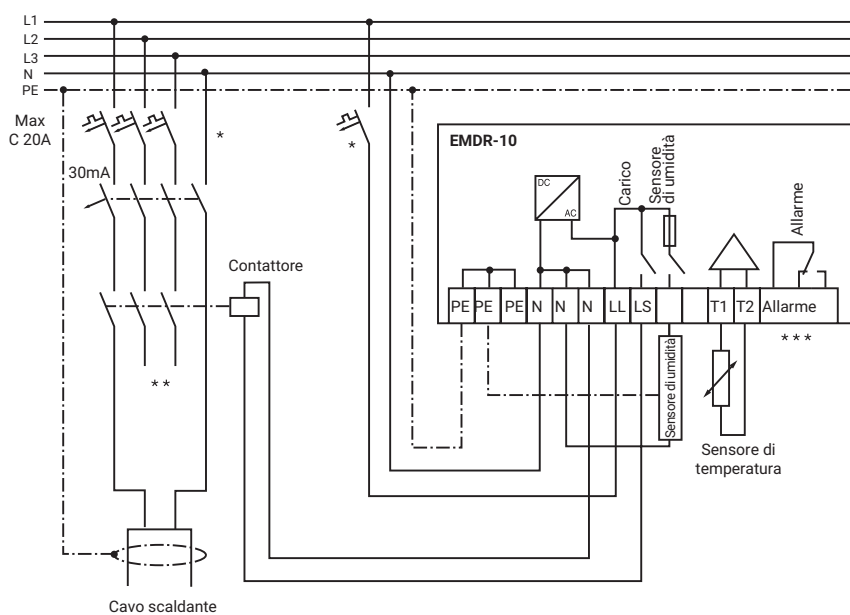 L1
L2
L3
N
PE
Max
C 20A
*
*
30mA
EMDR-10
DC
AC
Carico
Sensore
di umidità
Allarme
Contattore
PE PE PE N N N LL LS T1 T2 Allarme
* * *
* *
Sensore di umidità
Sensore di
temperatura
Cavo scaldante